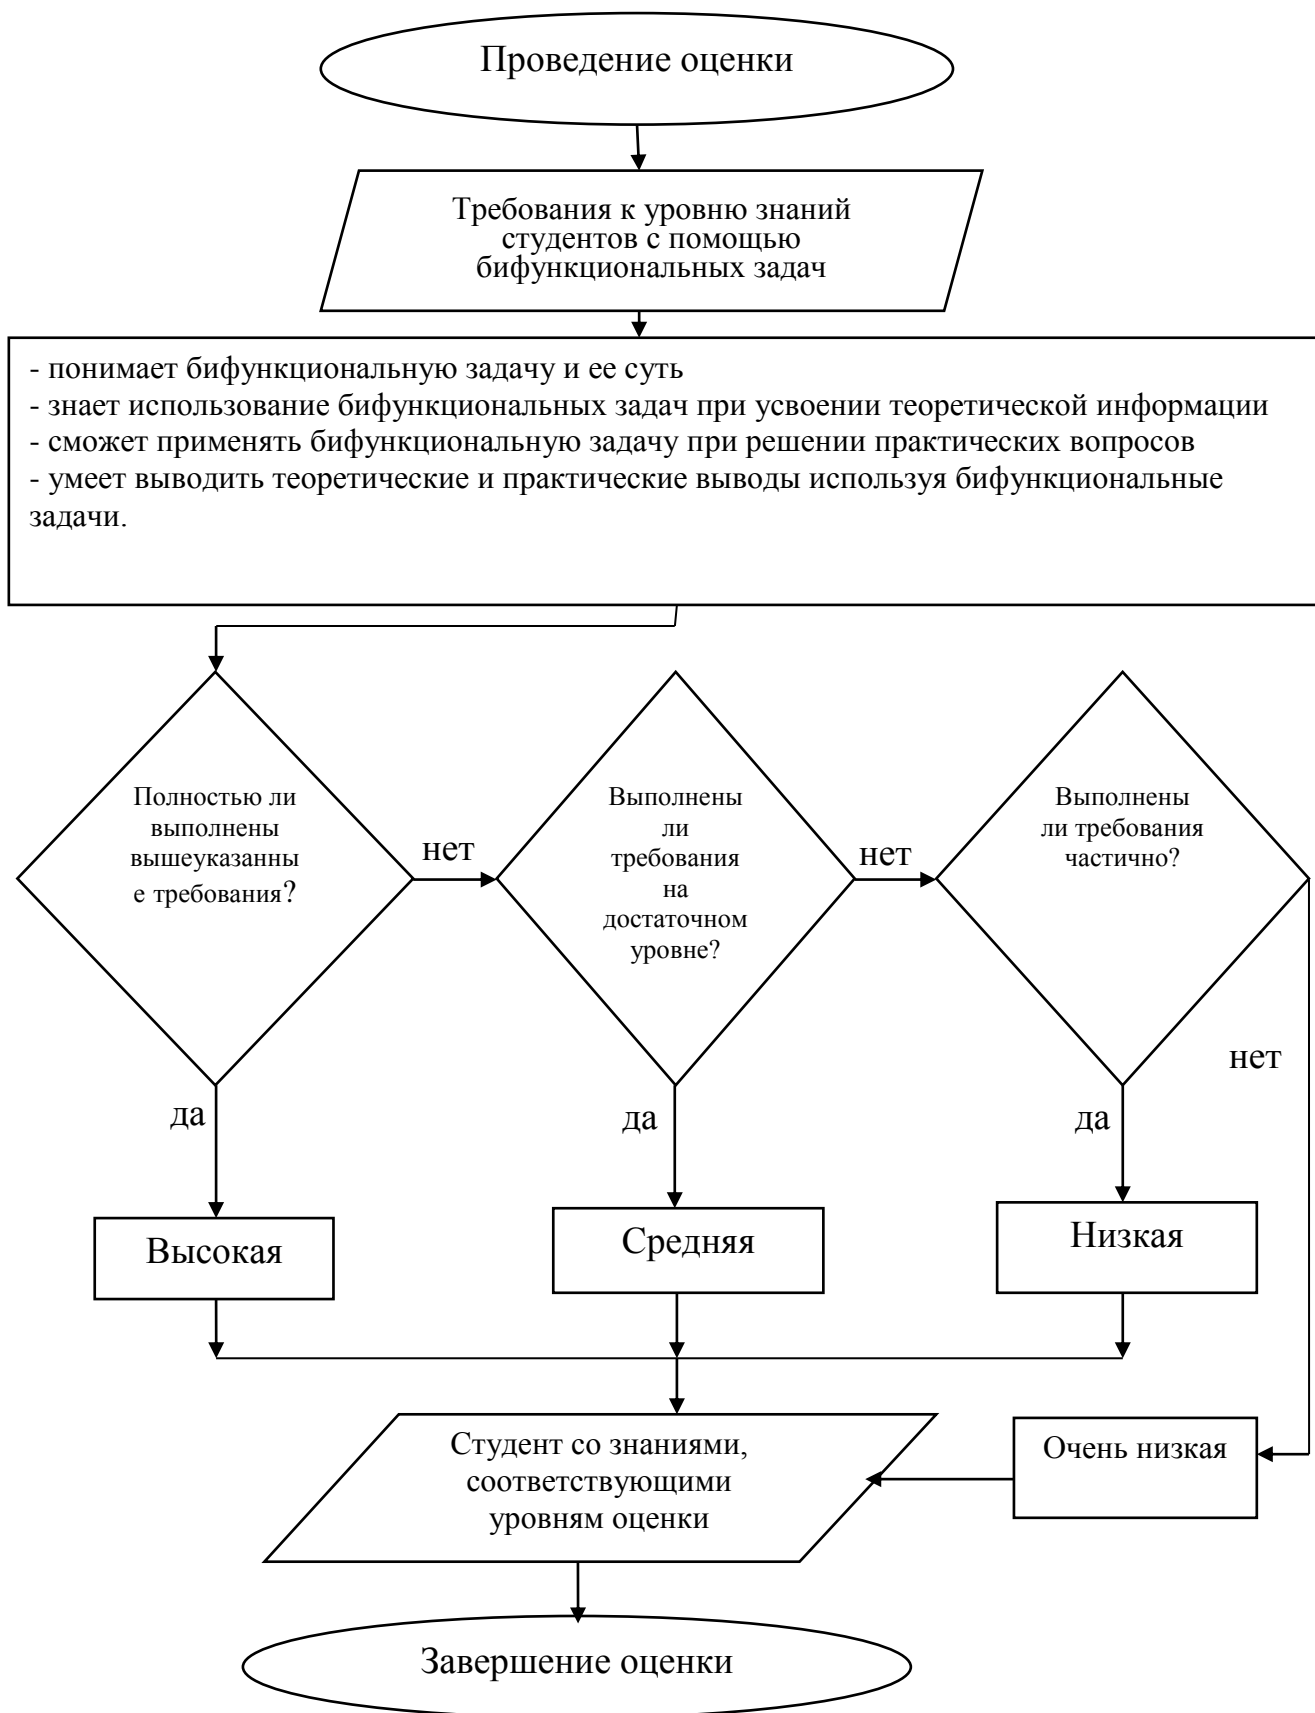 Проведение оценки
Требования к уровню знаний
студентов с помощью
бифункциональных задач
- понимает бифункциональную задачу и ее суть
- знает использование бифункциональных задач при усвоении теоретической информации
- сможет применять бифункциональную задачу при решении практических вопросов
- умеет выводить теоретические и практические выводы используя бифункциональные
задачи.
Полностью ли
выполнены
вышеуказанны
е требования?
нет
Выполнены
ли
требования
на
достаточном
уровне?
нет
Выполнены
ли требования
частично?
нет
да
да
да
Высокая
Средняя
Низкая
Студент со знаниями,
соответствующими
уровням оценки
Очень низкая
Завершение оценки